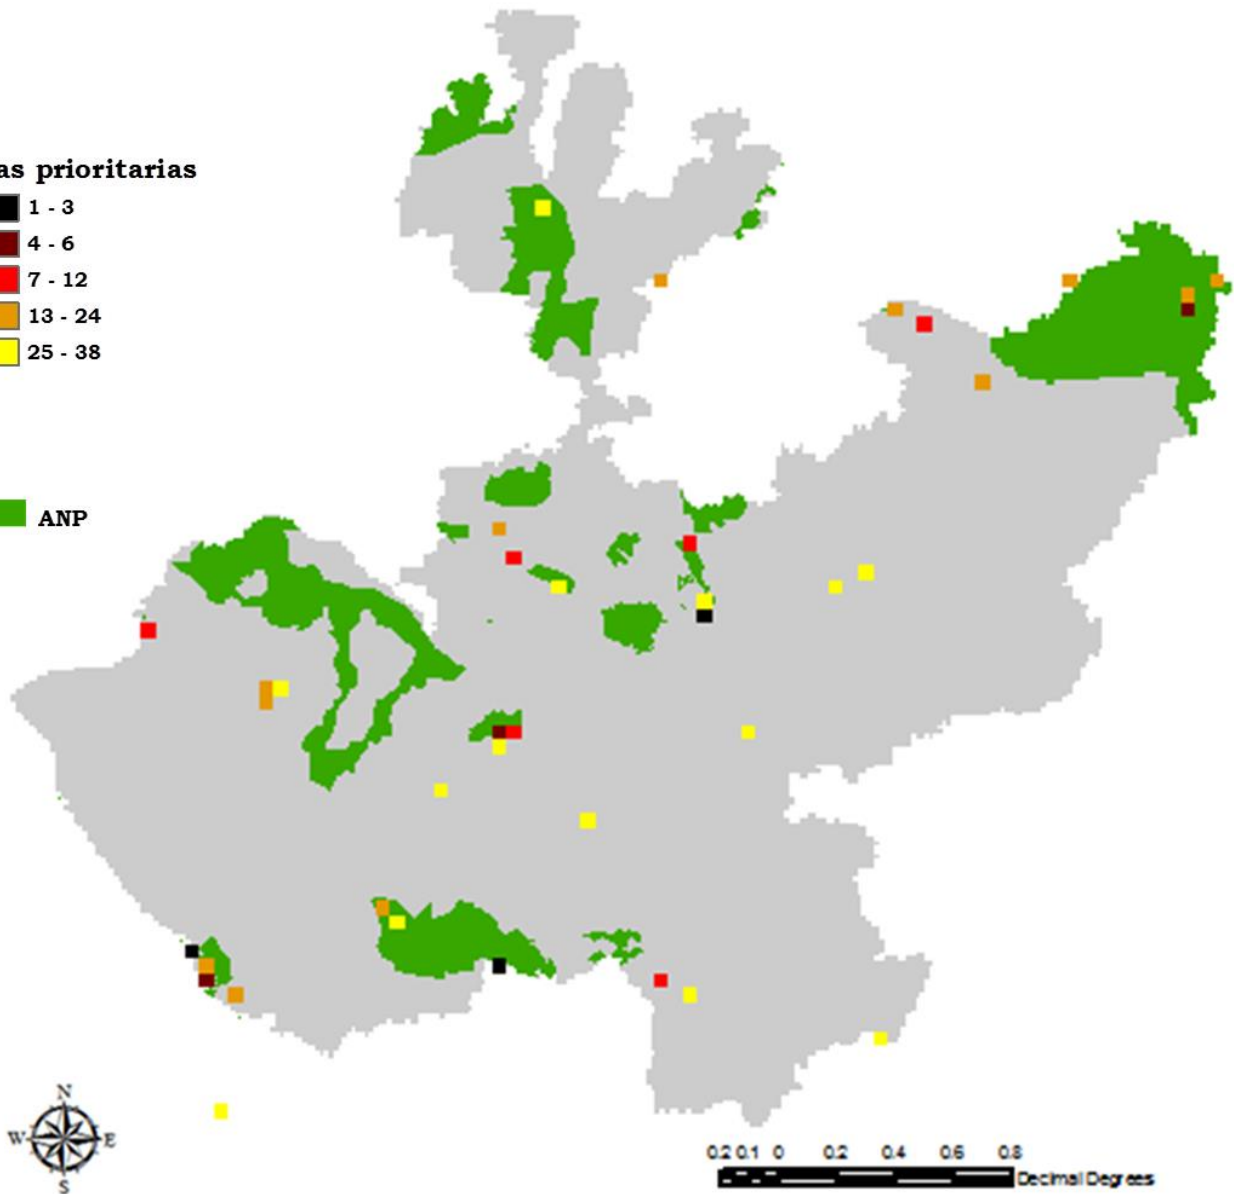 as prioritarias
1 - 3
4 - 6
7 - 12
13 - 24
25 - 38
ANP
N
W E
S
0.2 0.1 0 0.2 0.4 0.6 0.8
Decimal Degrees